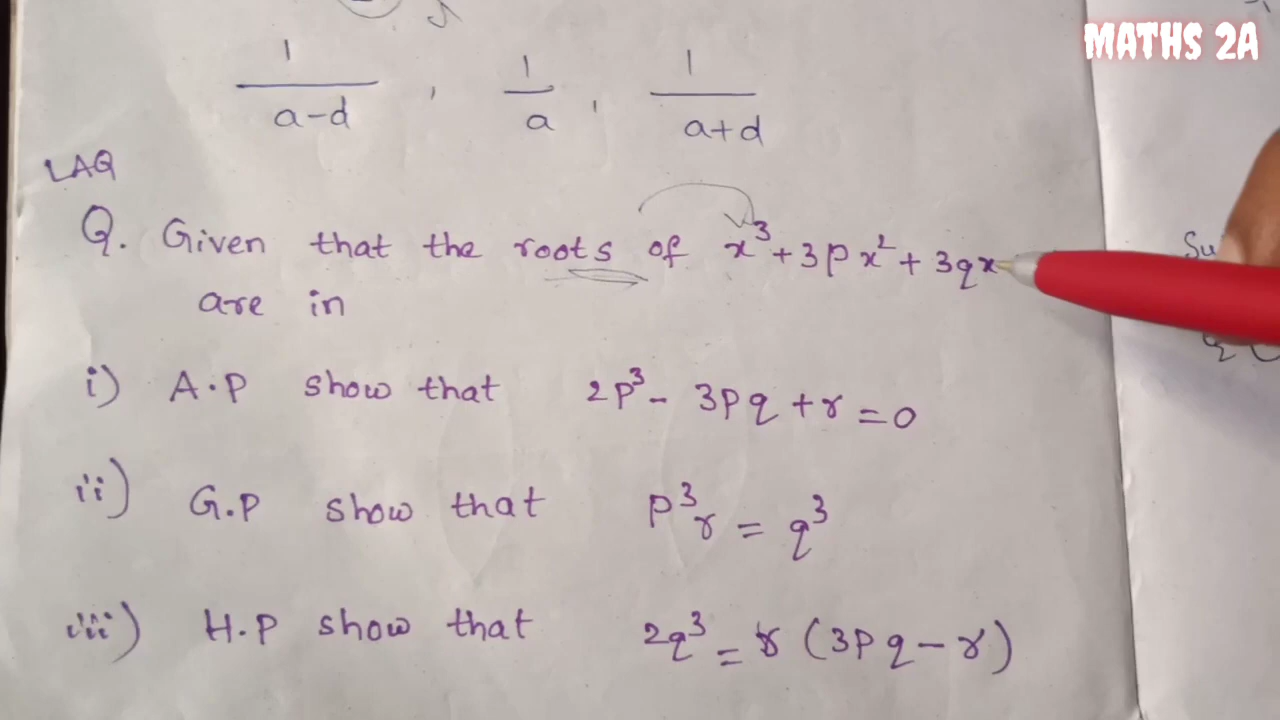 MATHS 2A
1/(a-d) , 1/a , 1/(a+d)
LAQ
Q. Given that the roots of x³+3px²+3qx
are in
i) A.P show that 2p³- 3pq +r =0
ii) G.P show that p³r = q³
iii) H.P show that 2q³ = r (3pq-r)